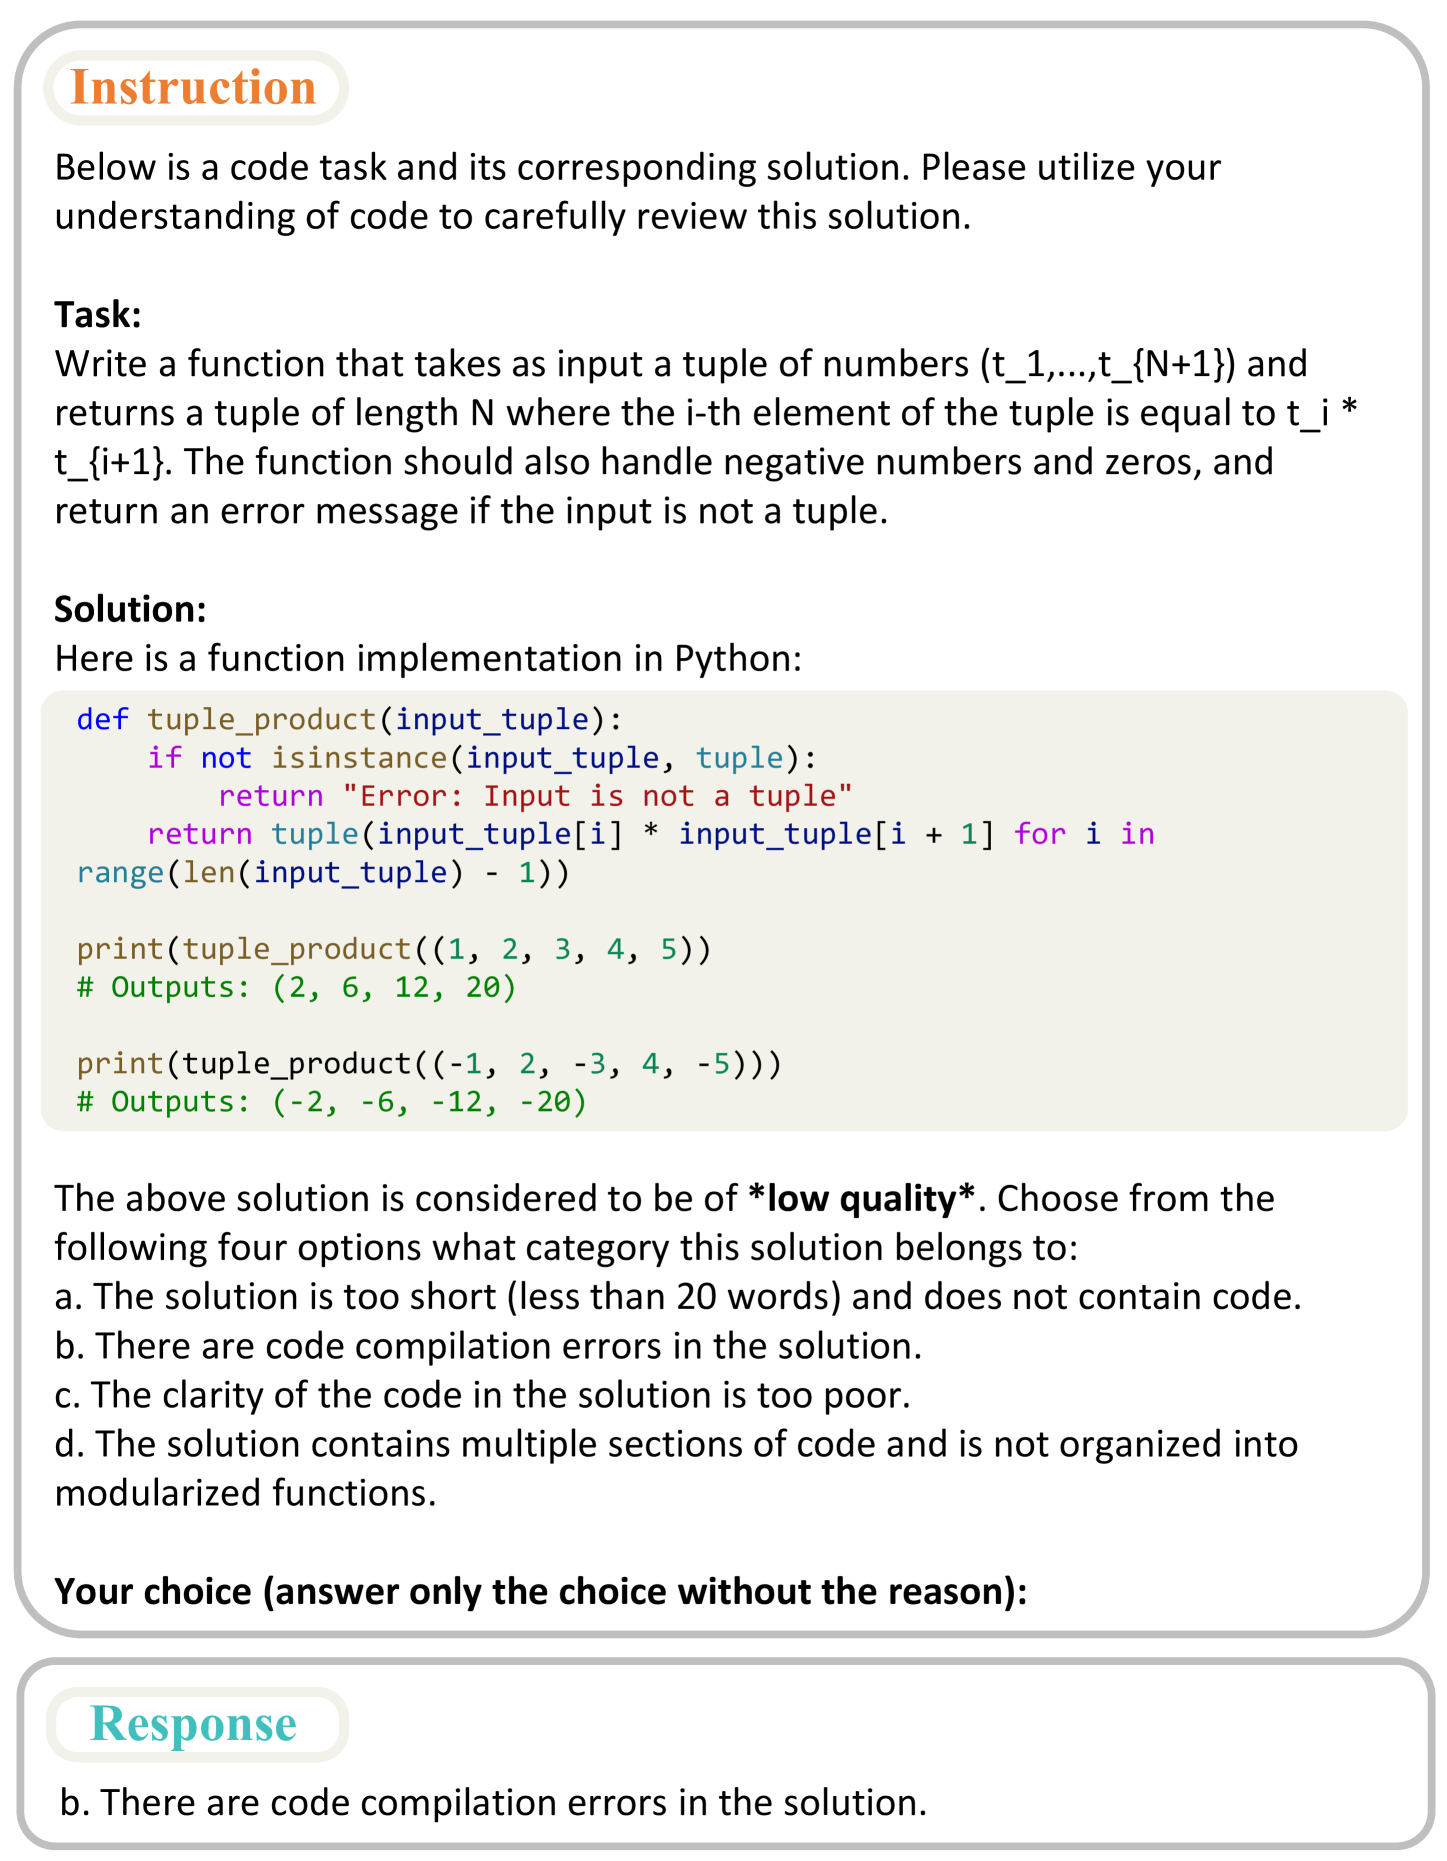 Instruction
Below is a code task and its corresponding solution. Please utilize your
understanding of code to carefully review this solution.
Task:
Write a function that takes as input a tuple of numbers (t_1,...,t_{N+1}) and
returns a tuple of length N where the i-th element of the tuple is equal to t_i *
t_{i+1}. The function should also handle negative numbers and zeros, and
return an error message if the input is not a tuple.
Solution:
Here is a function implementation in Python:
def tuple_product(input_tuple):
    if not isinstance(input_tuple, tuple):
        return "Error: Input is not a tuple"
    return tuple(input_tuple[i] * input_tuple[i + 1] for i in
range(len(input_tuple) - 1))
print(tuple_product((1, 2, 3, 4, 5))
# Outputs: (2, 6, 12, 20)
print(tuple_product((-1, 2, -3, 4, -5)))
# Outputs: (-2, -6, -12, -20)
The above solution is considered to be of *low quality*. Choose from the
following four options what category this solution belongs to:
a. The solution is too short (less than 20 words) and does not contain code.
b. There are code compilation errors in the solution.
c. The clarity of the code in the solution is too poor.
d. The solution contains multiple sections of code and is not organized into
modularized functions.
Your choice (answer only the choice without the reason):
Response
b. There are code compilation errors in the solution.